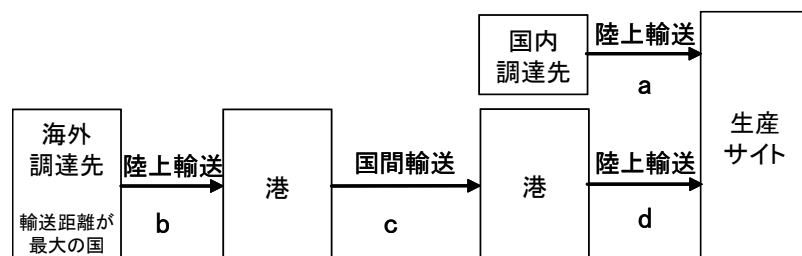 国内
調達先
陸上輸送
a
生産
サイト
海外
調達先
輸送距離が
最大の国
陸上輸送
b
港
国間輸送
c
港
陸上輸送
d